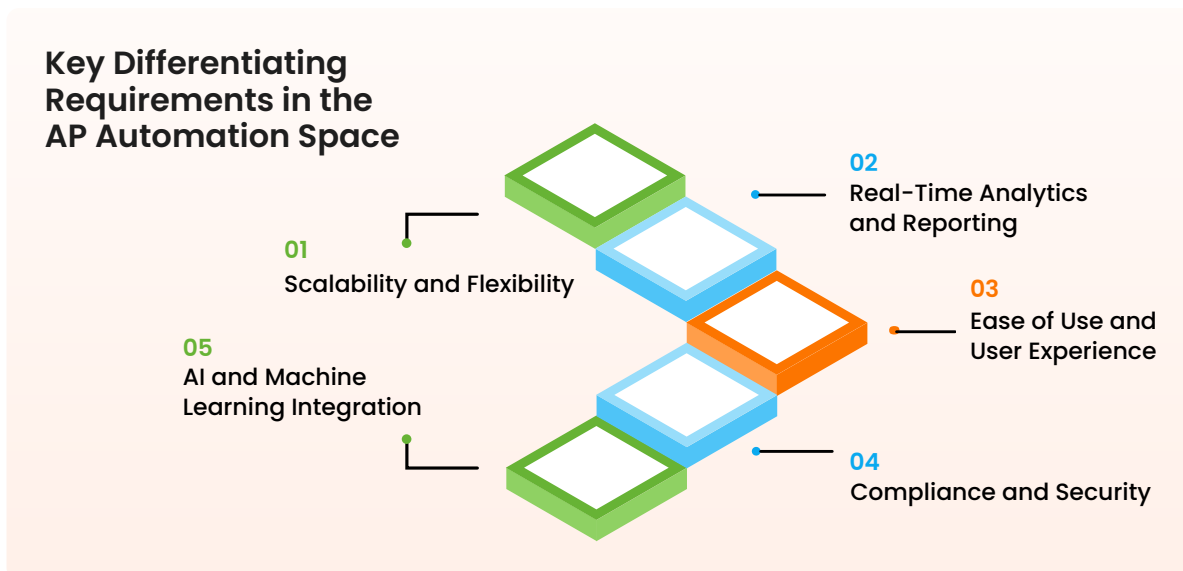 Key Differentiating
Requirements in the
AP Automation Space
01
Scalability and Flexibility
02
Real-Time Analytics
and Reporting
03
Ease of Use and
User Experience
04
Compliance and Security
05
AI and Machine
Learning Integration